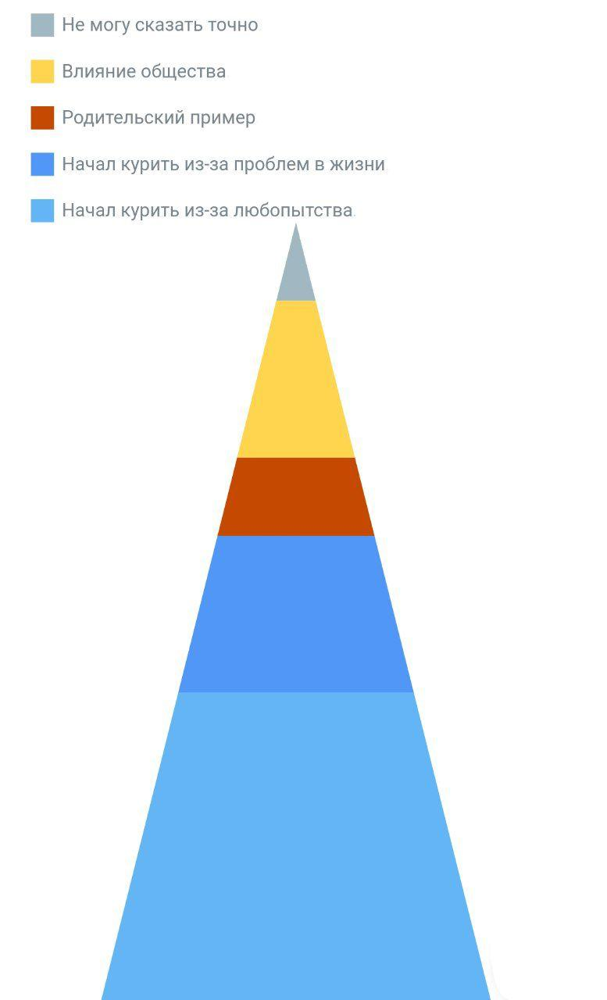 Не могу сказать точно
Влияние общества
Родительский пример
Начал курить из-за проблем в жизни
Начал курить из-за любопытства